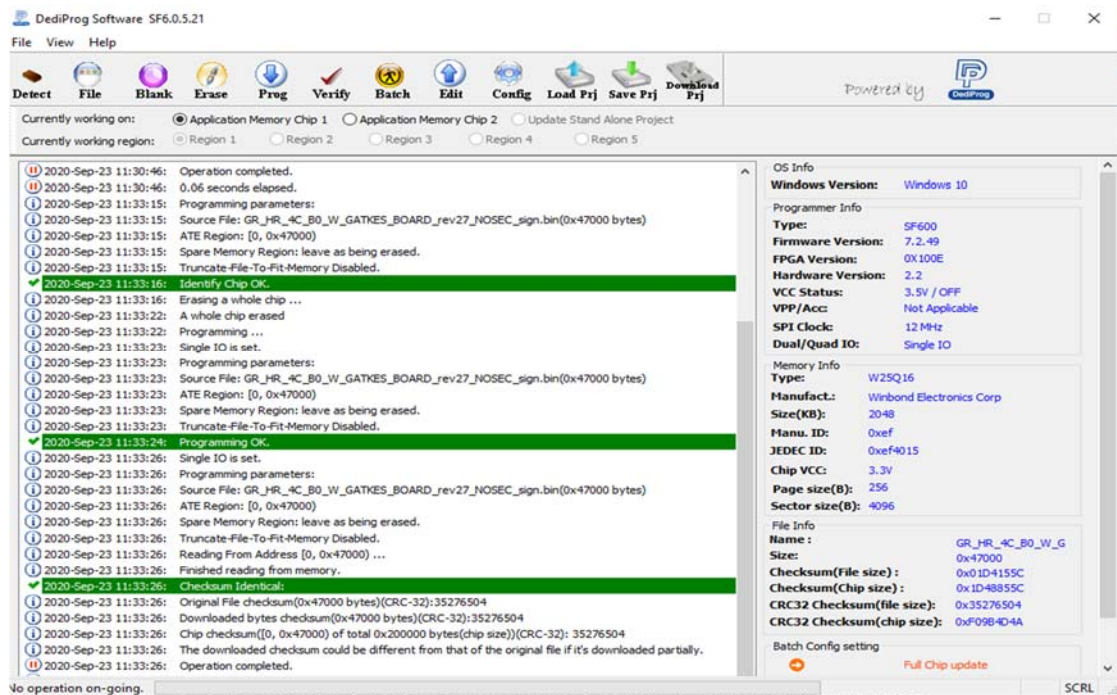 DediProg Software SF6.0.5.21
File View Help
Detect File Blank Erase Prog Verify Batch Edit Config Load Prj Save Prj Download Prj
Powered by DediProg
Currently working on: Application Memory Chip 1 Application Memory Chip 2 Update Stand Alone Project
Currently working region: Region 1 Region 2 Region 3 Region 4 Region 5
2020-Sep-23 11:30:46: Operation completed.
2020-Sep-23 11:30:46: 0.06 seconds elapsed.
2020-Sep-23 11:33:15: Programming parameters:
2020-Sep-23 11:33:15: Source File: GR_HR_4C_B0_W_GATKES_BOARD_rev27_NOSEC_sign.bin(0x47000 bytes)
2020-Sep-23 11:33:15: ATE Region: [0, 0x47000)
2020-Sep-23 11:33:15: Spare Memory Region: leave as being erased.
2020-Sep-23 11:33:15: Truncate-File-To-Fit-Memory Disabled.
2020-Sep-23 11:33:16: Identify Chip OK.
2020-Sep-23 11:33:16: Erasing a whole chip ...
2020-Sep-23 11:33:22: A whole chip erased
2020-Sep-23 11:33:22: Programming ...
2020-Sep-23 11:33:23: Single IO is set.
2020-Sep-23 11:33:23: Programming parameters:
2020-Sep-23 11:33:23: Source File: GR_HR_4C_B0_W_GATKES_BOARD_rev27_NOSEC_sign.bin(0x47000 bytes)
2020-Sep-23 11:33:23: ATE Region: [0, 0x47000)
2020-Sep-23 11:33:23: Spare Memory Region: leave as being erased.
2020-Sep-23 11:33:23: Truncate-File-To-Fit-Memory Disabled.
2020-Sep-23 11:33:24: Programming OK.
2020-Sep-23 11:33:26: Single IO is set.
2020-Sep-23 11:33:26: Programming parameters:
2020-Sep-23 11:33:26: Source File: GR_HR_4C_B0_W_GATKES_BOARD_rev27_NOSEC_sign.bin(0x47000 bytes)
2020-Sep-23 11:33:26: ATE Region: [0, 0x47000)
2020-Sep-23 11:33:26: Spare Memory Region: leave as being erased.
2020-Sep-23 11:33:26: Truncate-File-To-Fit-Memory Disabled.
2020-Sep-23 11:33:26: Reading From Address [0, 0x47000) ...
2020-Sep-23 11:33:26: Finished reading from memory.
2020-Sep-23 11:33:26: Checksum Identical:
2020-Sep-23 11:33:26: Original File checksum(0x47000 bytes)(CRC-32):35276504
2020-Sep-23 11:33:26: Downloaded bytes checksum(0x47000 bytes)(CRC-32):35276504
2020-Sep-23 11:33:26: Chip checksum([0, 0x47000) of total 0x200000 bytes(chip size))(CRC-32): 35276504
2020-Sep-23 11:33:26: The downloaded checksum could be different from that of the original file if it's downloaded partially.
2020-Sep-23 11:33:26: Operation completed.
OS Info
Windows Version: Windows 10
Programmer Info
Type: SF600
Firmware Version: 7.2.49
FPGA Version: 0X100E
Hardware Version: 2.2
VCC Status: 3.5V / OFF
VPP/Acc: Not Applicable
SPI Clock: 12 MHz
Dual/Quad IO: Single IO
Memory Info
Type: W25Q16
Manufact.: Winbond Electronics Corp
Size(KB): 2048
Manu. ID: 0xef
JEDEC ID: 0xef4015
Chip VCC: 3.3V
Page size(B): 256
Sector size(B): 4096
File Info
Name : GR_HR_4C_B0_W_G
Size: 0x47000
Checksum(File size) : 0x01D4155C
Checksum(Chip size) : 0x1D48855C
CRC32 Checksum(file size): 0x35276504
CRC32 Checksum(chip size): 0xF09B4D4A
Batch Config setting
Full Chip update
No operation on-going. SCRL